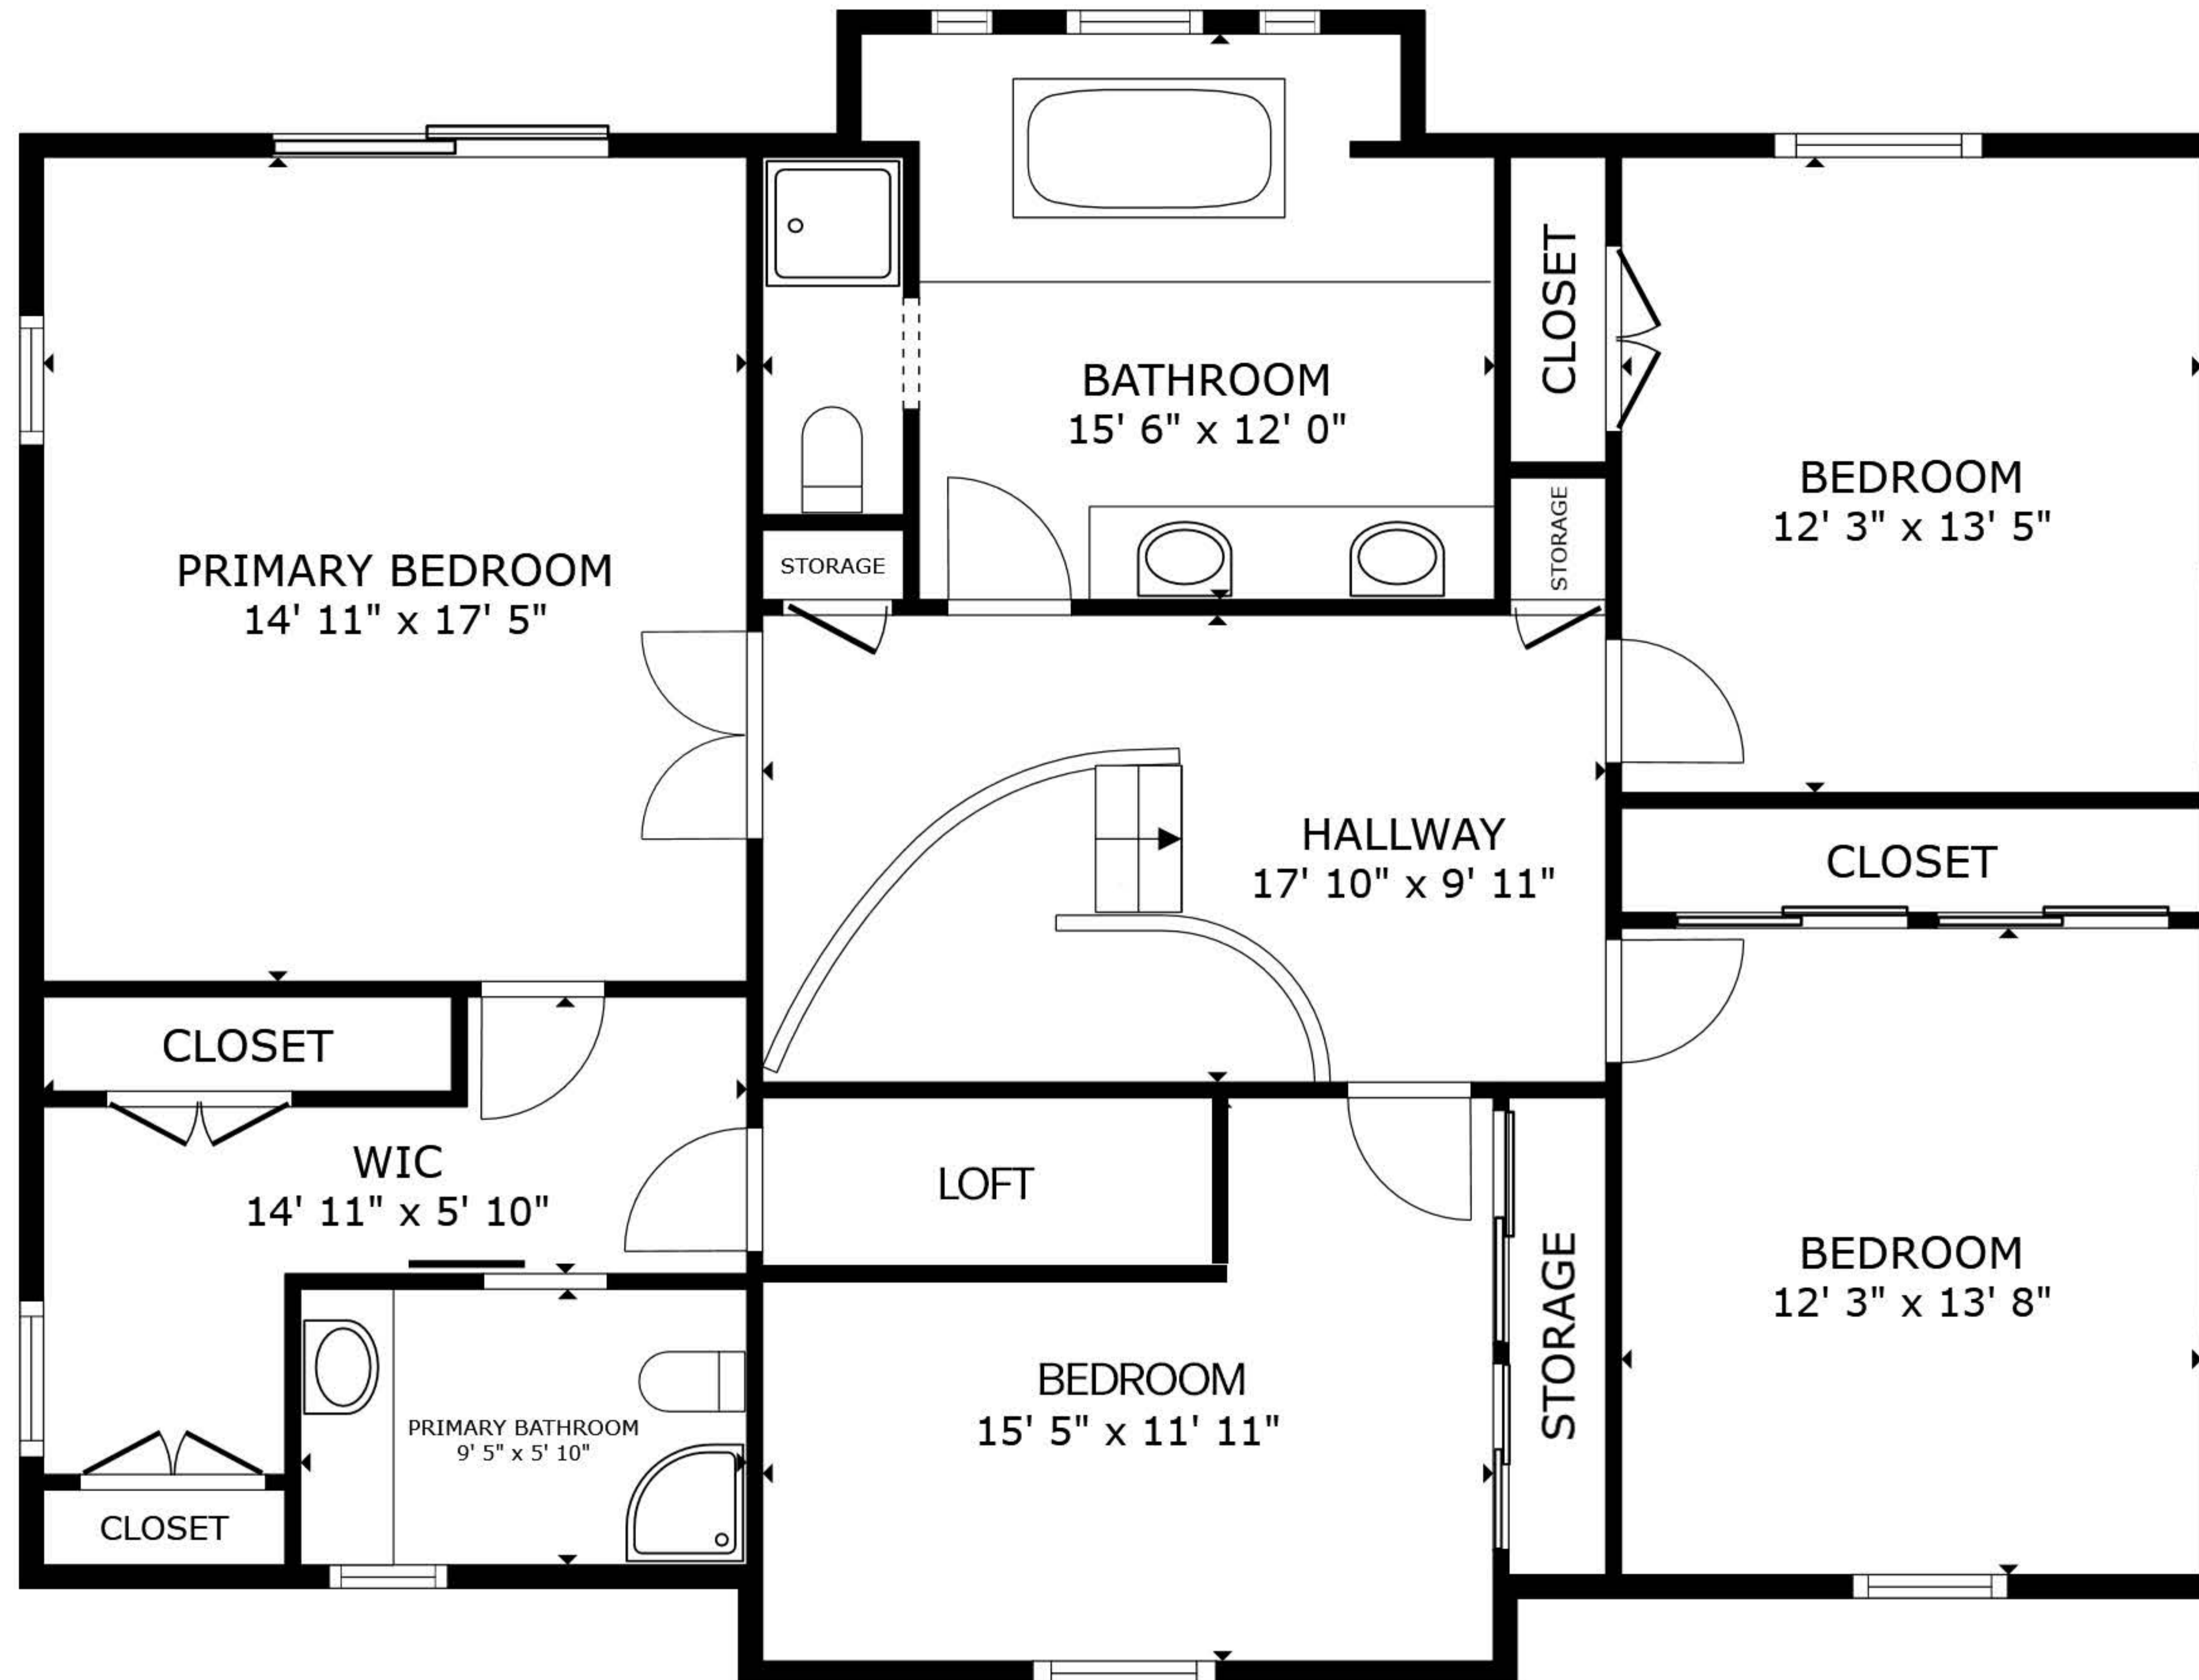 CLOSET
BATHROOM
15' 6" x 12' 0"
BEDROOM
12' 3" x 13' 5"
STORAGE
STORAGE
PRIMARY BEDROOM
14' 11" x 17' 5"
HALLWAY
17' 10" x 9' 11"
CLOSET
CLOSET
WIC
14' 11" x 5' 10"
LOFT
STORAGE
BEDROOM
12' 3" x 13' 8"
BEDROOM
15' 5" x 11' 11"
PRIMARY BATHROOM
9' 5" x 5' 10"
CLOSET